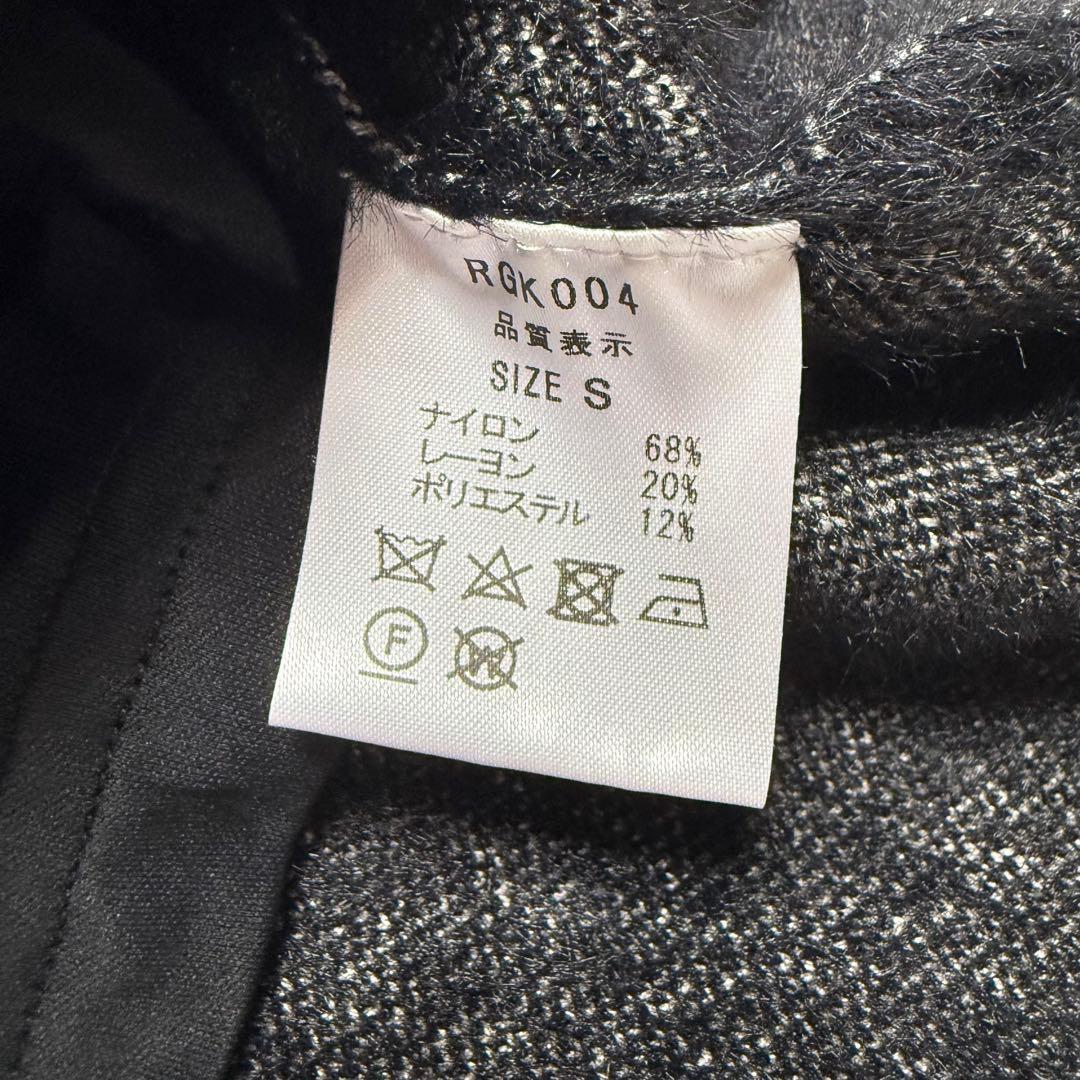 RGK004
品質表示
SIZE S
ナイロン 68%
レーヨン 20%
ポリエステル 12%
F
W